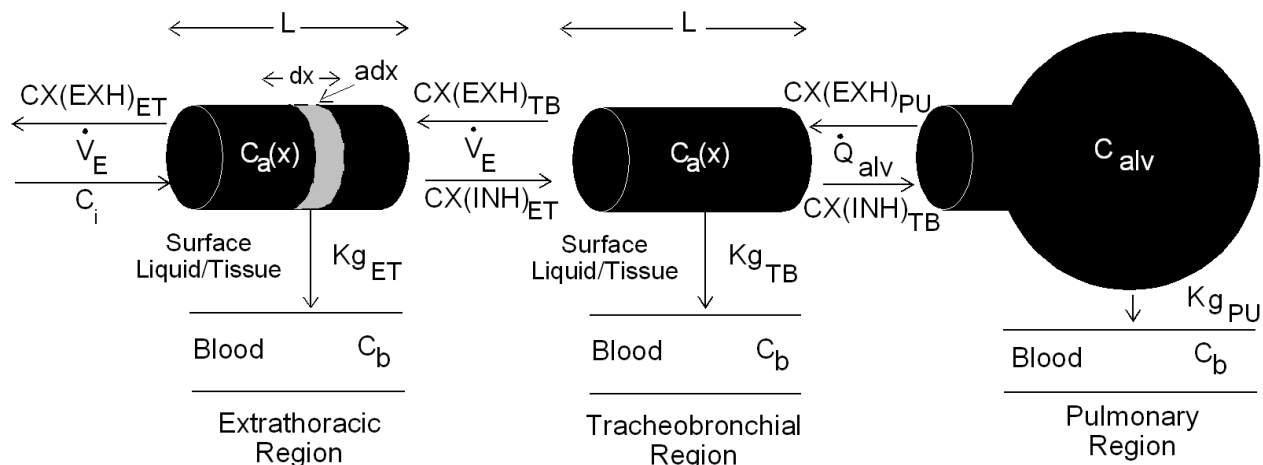 L
L
dx
adx
CX(EXH)ET
CX(EXH)TB
CX(EXH)PU
V̇E
Ca(x)
V̇E
Ca(x)
Q̇alv
Calv
Ci
CX(INH)ET
CX(INH)TB
Surface
Liquid/Tissue
KgET
Surface
Liquid/Tissue
KgTB
KgPU
Blood
Cb
Blood
Cb
Blood
Cb
Extrathoracic
Region
Tracheobronchial
Region
Pulmonary
Region